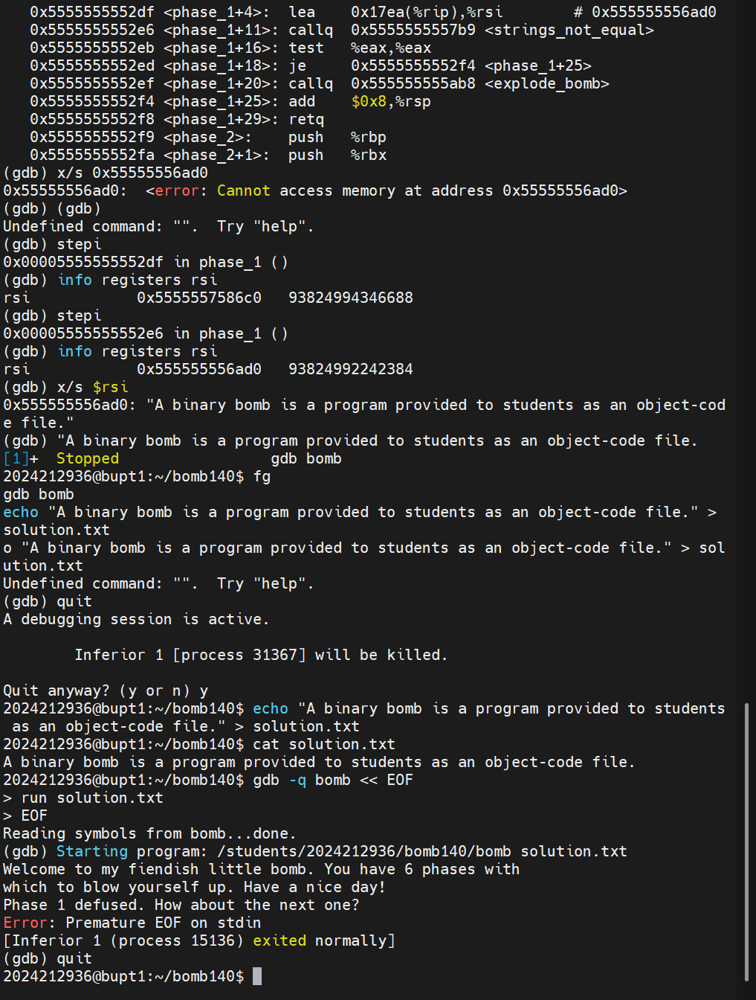 0x5555555552df <phase_1+4>: lea 0x17ea(%rip),%rsi # 0x555555556ad0
0x5555555552e6 <phase_1+11>: callq 0x5555555557b9 <strings_not_equal>
0x5555555552eb <phase_1+16>: test %eax,%eax
0x5555555552ed <phase_1+18>: je 0x5555555552f4 <phase_1+25>
0x5555555552ef <phase_1+20>: callq 0x555555555ab8 <explode_bomb>
0x5555555552f4 <phase_1+25>: add $0x8,%rsp
0x5555555552f8 <phase_1+29>: retq
0x5555555552f9 <phase_2>: push %rbp
0x5555555552fa <phase_2+1>: push %rbx
(gdb) x/s 0x55555556ad0
0x55555556ad0: <error: Cannot access memory at address 0x55555556ad0>
(gdb) (gdb)
Undefined command: "". Try "help".
(gdb) stepi
0x00005555555552df in phase_1 ()
(gdb) info registers rsi
rsi 0x5555557586c0 93824994346688
(gdb) stepi
0x00005555555552e6 in phase_1 ()
(gdb) info registers rsi
rsi 0x555555556ad0 93824992242384
(gdb) x/s $rsi
0x555555556ad0: "A binary bomb is a program provided to students as an object-cod
e file."
(gdb) "A binary bomb is a program provided to students as an object-code file.
[1]+ Stopped gdb bomb
2024212936@bupt1:~/bomb140$ fg
gdb bomb
echo "A binary bomb is a program provided to students as an object-code file." >
solution.txt
o "A binary bomb is a program provided to students as an object-code file." > sol
ution.txt
Undefined command: "". Try "help".
(gdb) quit
A debugging session is active.
Inferior 1 [process 31367] will be killed.
Quit anyway? (y or n) y
2024212936@bupt1:~/bomb140$ echo "A binary bomb is a program provided to students
as an object-code file." > solution.txt
2024212936@bupt1:~/bomb140$ cat solution.txt
A binary bomb is a program provided to students as an object-code file.
2024212936@bupt1:~/bomb140$ gdb -q bomb << EOF
> run solution.txt
> EOF
Reading symbols from bomb...done.
(gdb) Starting program: /students/2024212936/bomb140/bomb solution.txt
Welcome to my fiendish little bomb. You have 6 phases with
which to blow yourself up. Have a nice day!
Phase 1 defused. How about the next one?
Error: Premature EOF on stdin
[Inferior 1 (process 15136) exited normally]
(gdb) quit
2024212936@bupt1:~/bomb140$